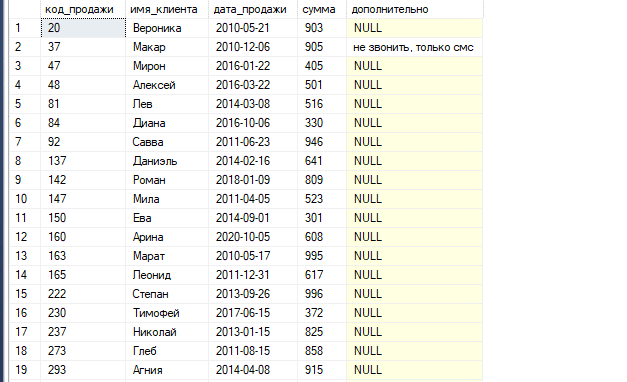 код_продажи имя_клиента дата_продажи сумма дополнительно
1 20 Вероника 2010-05-21 903 NULL
2 37 Макар 2010-12-06 905 не звонить, только смс
3 47 Мирон 2016-01-22 405 NULL
4 48 Алексей 2016-03-22 501 NULL
5 81 Лев 2014-03-08 516 NULL
6 84 Диана 2016-10-06 330 NULL
7 92 Савва 2011-06-23 946 NULL
8 137 Даниэль 2014-02-16 641 NULL
9 142 Роман 2018-01-09 809 NULL
10 147 Мила 2011-04-05 523 NULL
11 150 Ева 2014-09-01 301 NULL
12 160 Арина 2020-10-05 608 NULL
13 163 Марат 2010-05-17 995 NULL
14 165 Леонид 2011-12-31 617 NULL
15 222 Степан 2013-09-26 996 NULL
16 230 Тимофей 2017-06-15 372 NULL
17 237 Николай 2013-01-15 825 NULL
18 273 Глеб 2011-08-15 858 NULL
19 293 Агния 2014-04-08 915 NULL